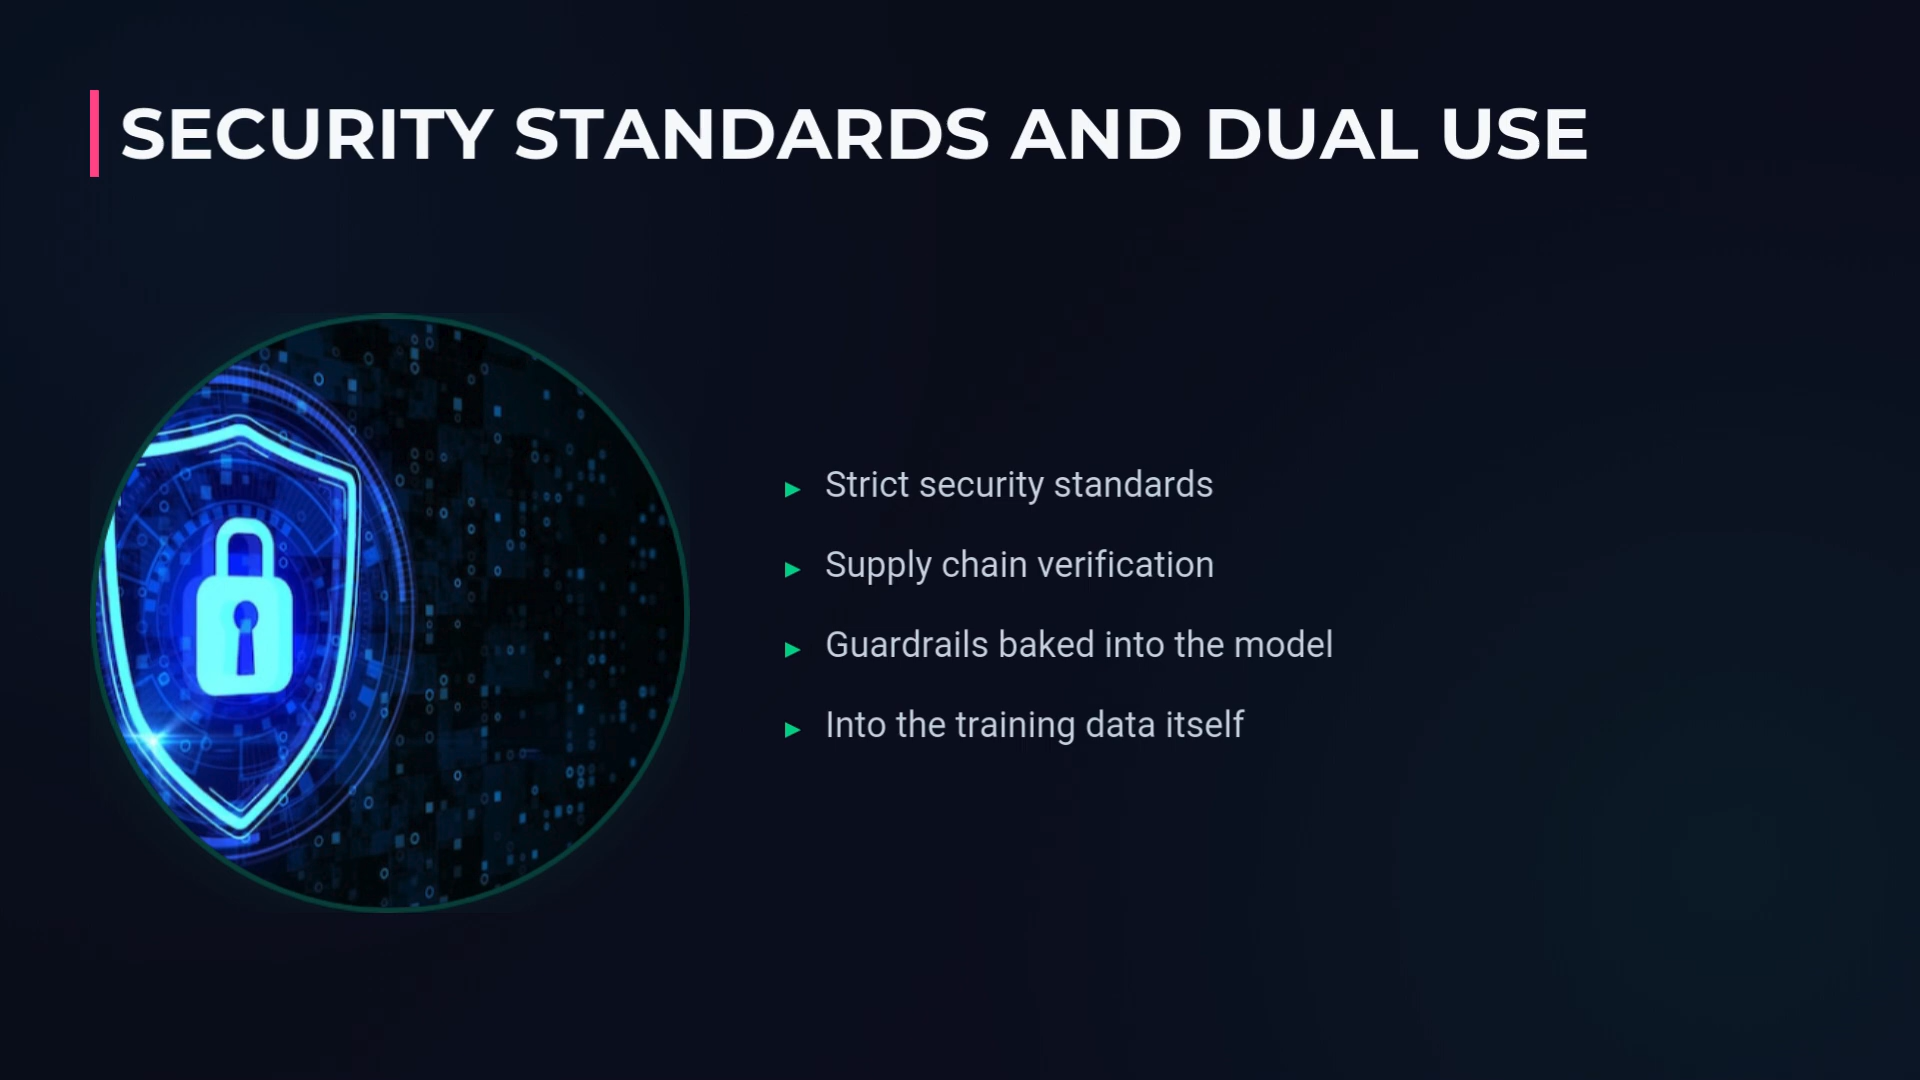 SECURITY STANDARDS AND DUAL USE
Strict security standards
Supply chain verification
Guardrails baked into the model
Into the training data itself